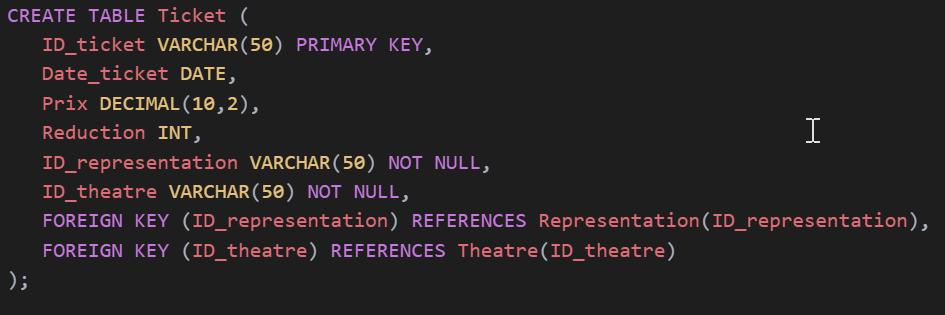 CREATE TABLE Ticket (
ID_ticket VARCHAR(50) PRIMARY KEY,
Date_ticket DATE,
Prix DECIMAL(10,2),
Reduction INT,
ID_representation VARCHAR(50) NOT NULL,
ID_theatre VARCHAR(50) NOT NULL,
FOREIGN KEY (ID_representation) REFERENCES Representation(ID_representation),
FOREIGN KEY (ID_theatre) REFERENCES Theatre(ID_theatre)
);